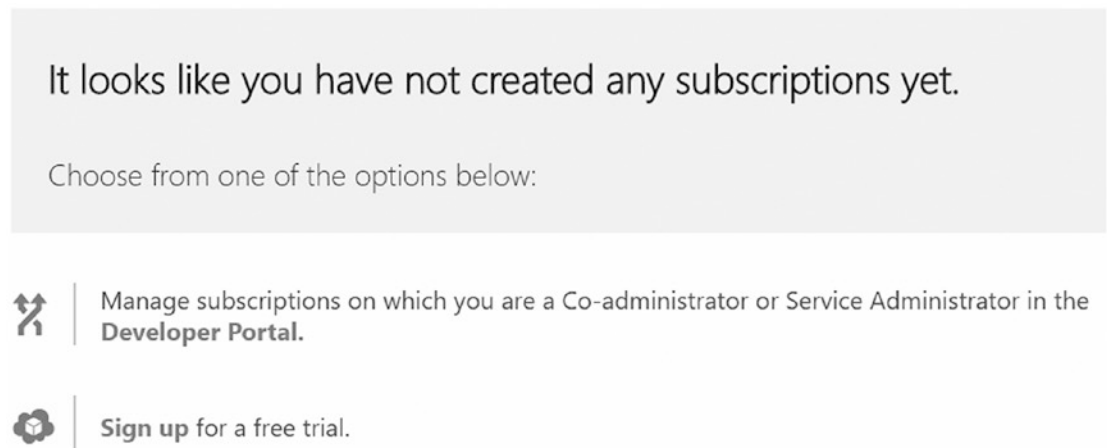 It looks like you have not created any subscriptions yet.
Choose from one of the options below:
Manage subscriptions on which you are a Co-administrator or Service Administrator in the
Developer Portal.
Sign up for a free trial.